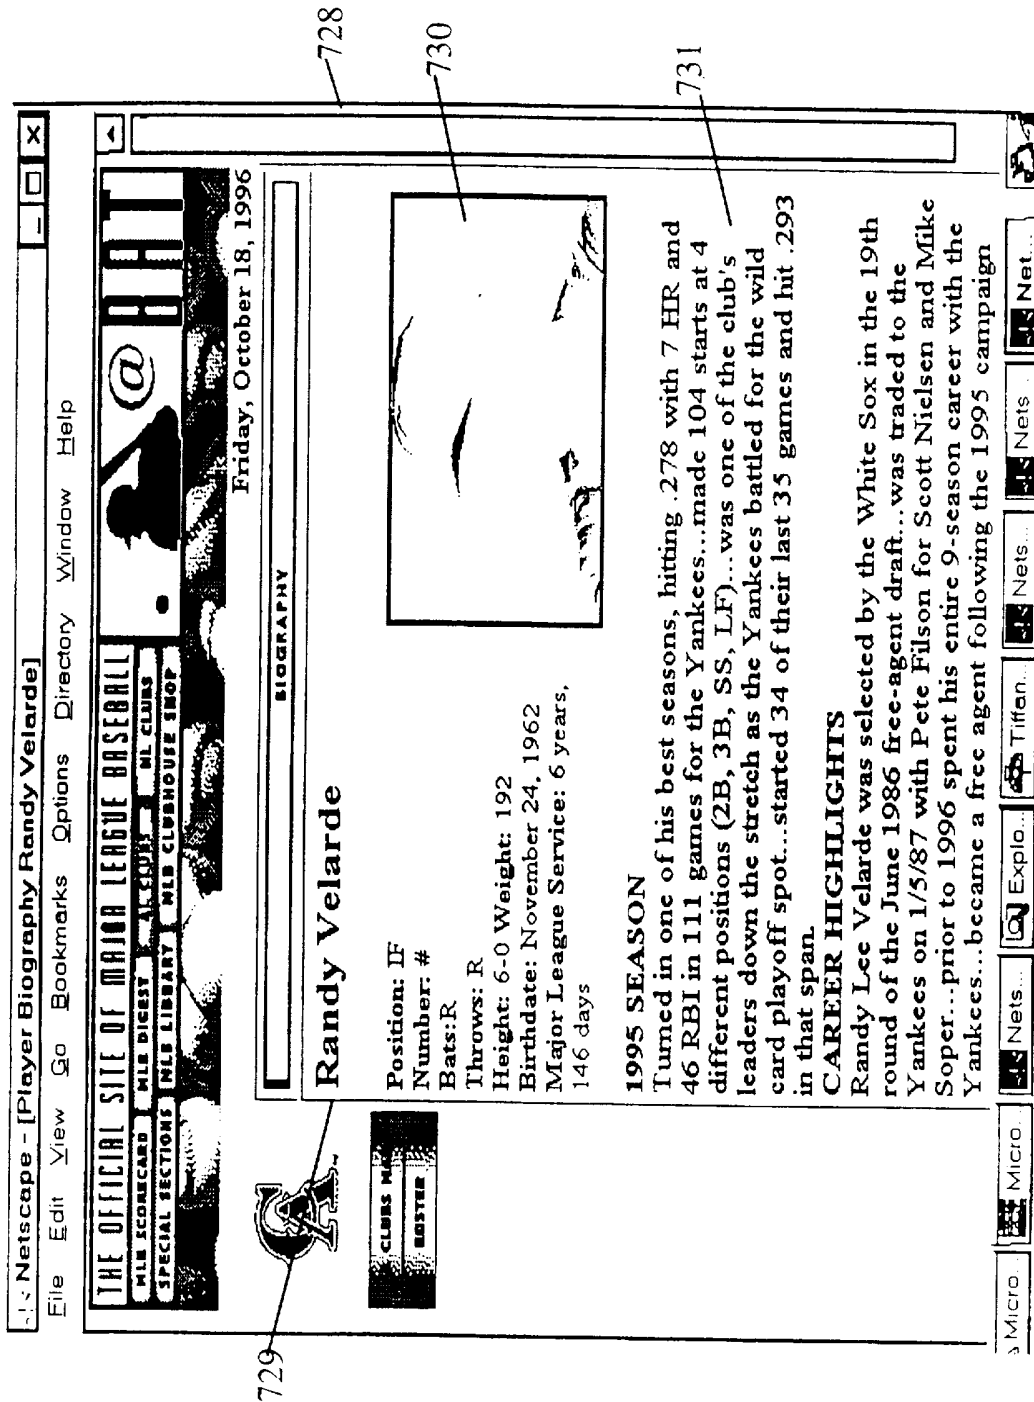 Netscape - [Player Biography Randy Velarde]
File Edit View Go Bookmarks Options Directory Window Help
THE OFFICIAL SITE OF MAJOR LEAGUE BASEBALL
@ BAT
MLB SCORECARD MLB DIGEST AL CLUBS NL CLUBS
SPECIAL SECTIONS MLB LIBRARY MLB CLUBHOUSE SHOP
Friday, October 18, 1996
BIOGRAPHY
CA
CLUBS
ROSTER
Randy Velarde
Position: IF
Number: #
Bats:R
Throws: R
Height: 6-0 Weight: 192
Birthdate: November 24, 1962
Major League Service: 6 years,
146 days
1995 SEASON
Turned in one of his best seasons, hitting .278 with 7 HR and
46 RBI in 111 games for the Yankees...made 104 starts at 4
different positions (2B, 3B, SS, LF)...was one of the club's
leaders down the stretch as the Yankees battled for the wild
card playoff spot...started 34 of their last 35 games and hit .293
in that span.
CAREER HIGHLIGHTS
Randy Lee Velarde was selected by the White Sox in the 19th
round of the June 1986 free-agent draft...was traded to the
Yankees on 1/5/87 with Pete Filson for Scott Nielsen and Mike
Soper...prior to 1996 spent his entire 9-season career with the
Yankees...became a free agent following the 1995 campaign
Micro... Micro... Nets... Explo... Tiffan... Nets... Nets... Net...
728
729
730
731